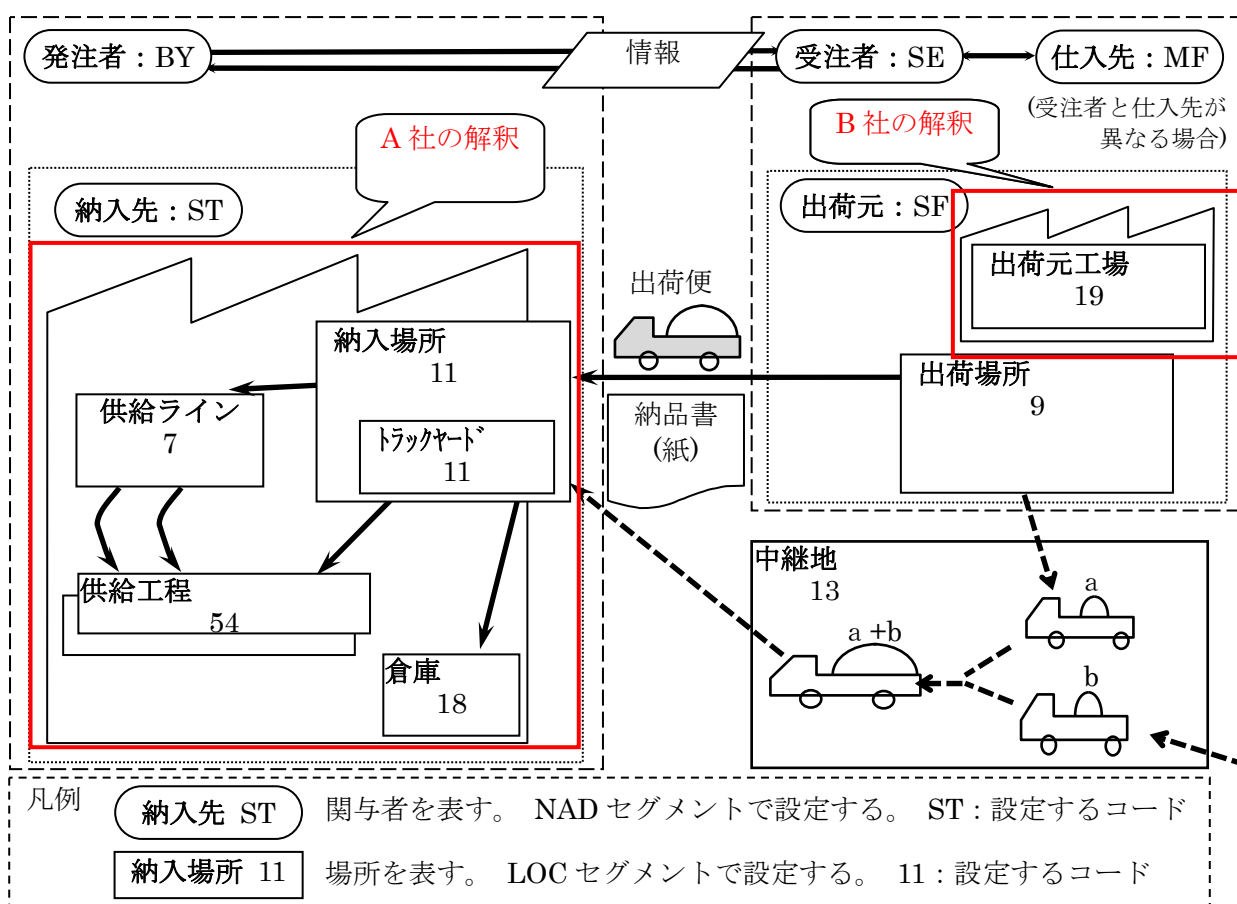 発注者：BY
情報
受注者：SE
仕入先：MF
(受注者と仕入先が
異なる場合)
A 社の解釈
B 社の解釈
納入先：ST
出荷元：SF
出荷元工場
19
出荷便
納入場所
11
出荷場所
9
供給ライン
7
ﾄﾗｯｸﾔｰﾄﾞ
11
納品書
(紙)
中継地
13
a
供給工程
54
a +b
b
倉庫
18
凡例
納入先 ST
関与者を表す。 NAD セグメントで設定する。 ST：設定するコード
納入場所 11
場所を表す。 LOC セグメントで設定する。 11：設定するコード